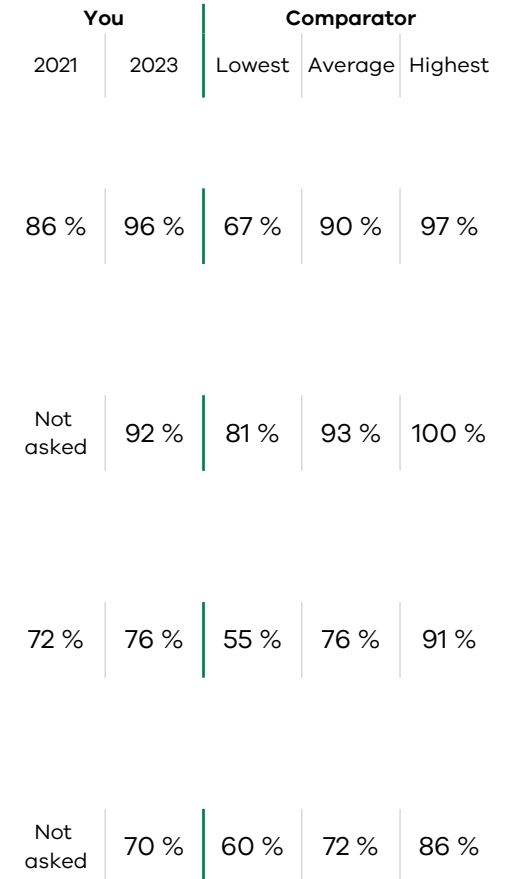 You Comparator
2021 2023 Lowest Average Highest
86 % 96 % 67 % 90 % 97 %
Not
asked 92 % 81 % 93 % 100 %
72 % 76 % 55 % 76 % 91 %
Not
asked 70 % 60 % 72 % 86 %